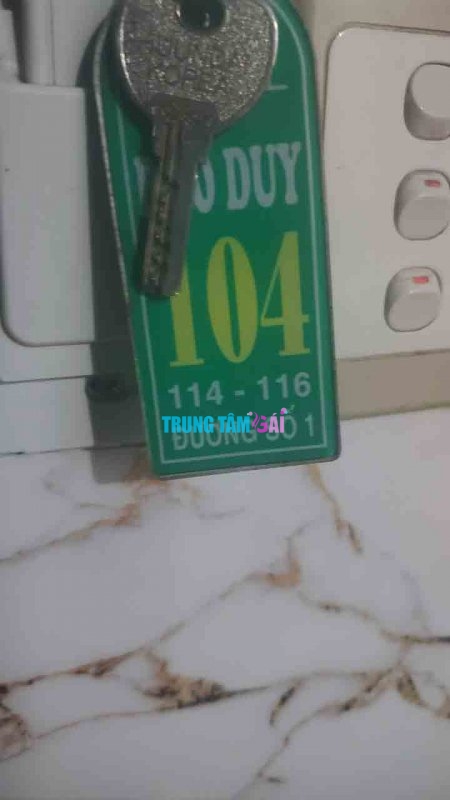 DUY
104
114 - 116
TRUNG TÂM GÁI
ĐƯỜNG SỐ 1